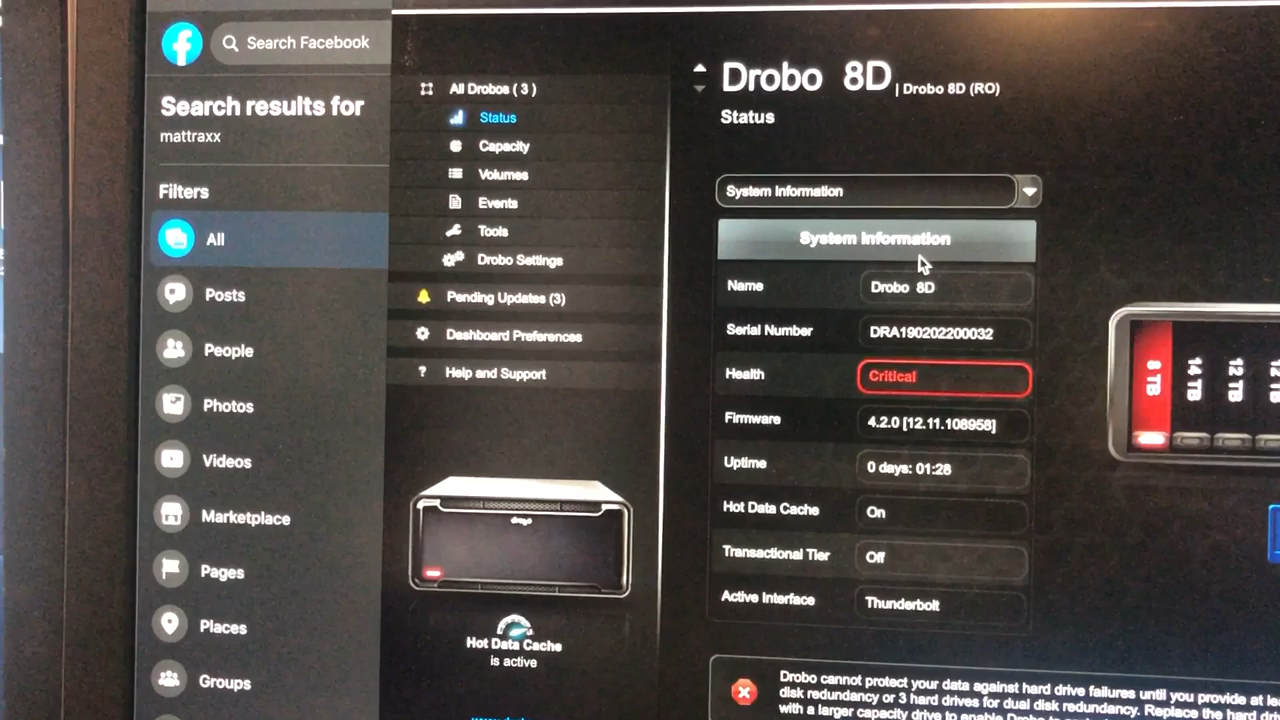 Search Facebook
Search results for
mattraxx
Filters
All
Posts
People
Photos
Videos
Marketplace
Pages
Places
Groups
All Drobos ( 3 )
Status
Capacity
Volumes
Events
Tools
Drobo Settings
Pending Updates (3)
Dashboard Preferences
? Help and Support
drobo
Hot Data Cache
is active
Drobo 8D | Drobo 8D (RO)
Status
System Information
System Information
Name Drobo 8D
Serial Number DRA190202200032
Health Critical
Firmware 4.2.0 [12.11.108958]
Uptime 0 days: 01:28
Hot Data Cache On
Transactional Tier Off
Active Interface Thunderbolt
8 TB
14 TB
12 TB
Drobo cannot protect your data against hard drive failures until you provide at
disk redundancy or 3 hard drives for dual disk redundancy. Replace the hard
with a larger capacity drive to enable Drobo to